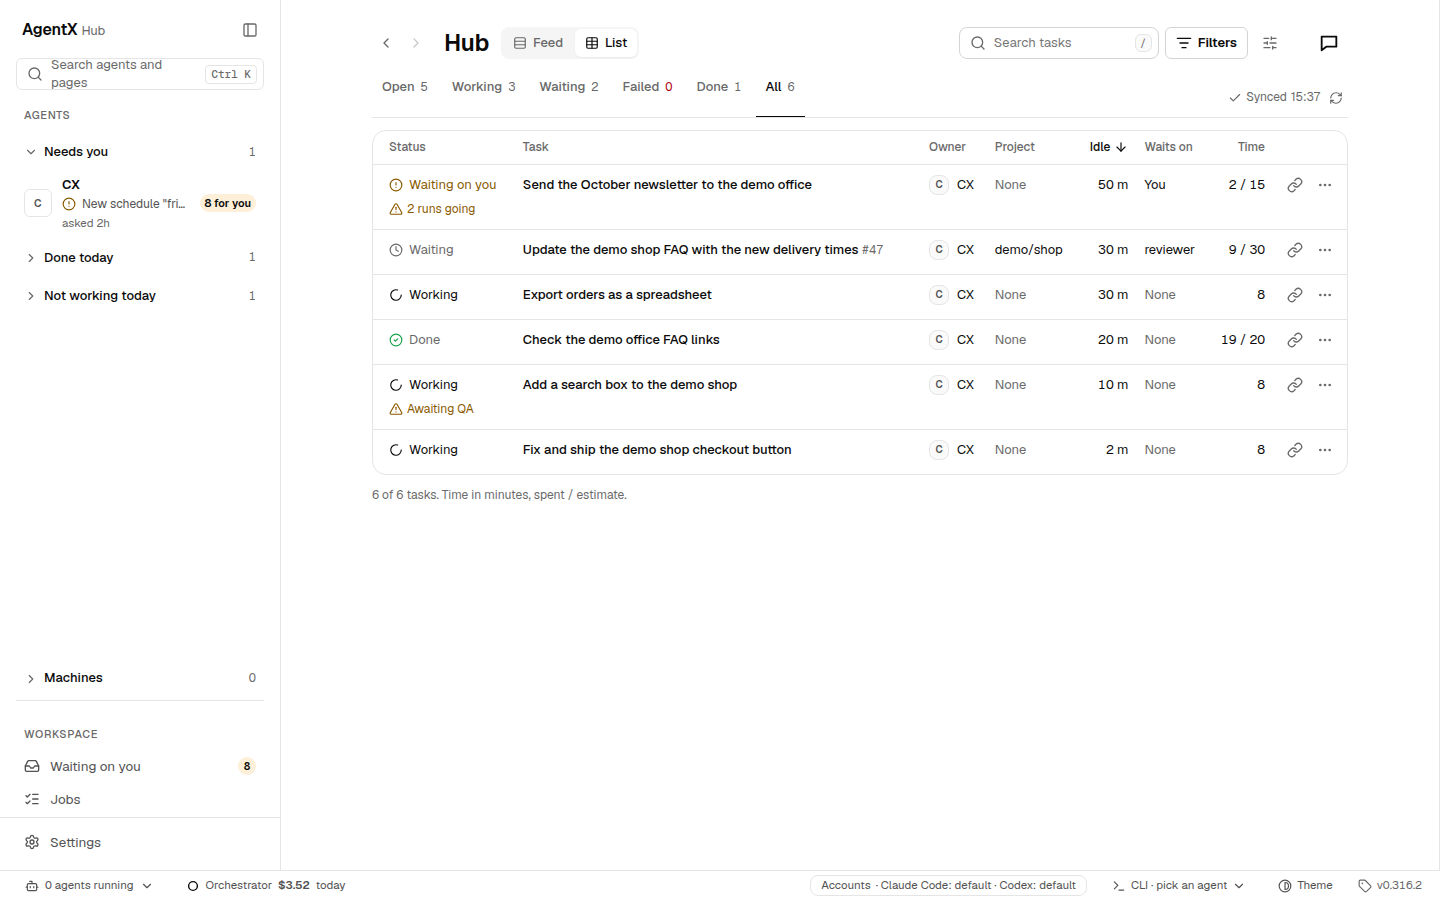 AgentX Hub
Search agents and pages
Ctrl K
AGENTS
Needs you 1
C
CX
New schedule "fri...
8 for you
asked 2h
Done today 1
Not working today 1
Machines 0
WORKSPACE
Waiting on you 8
Jobs
Settings
Hub
Feed
List
Search tasks /
Filters
Open 5
Working 3
Waiting 2
Failed 0
Done 1
All 6
Synced 15:37
Status Task Owner Project Idle Waits on Time
Waiting on you Send the October newsletter to the demo office C CX None 50 m You 2 / 15
2 runs going
Waiting Update the demo shop FAQ with the new delivery times #47 C CX demo/shop 30 m reviewer 9 / 30
Working Export orders as a spreadsheet C CX None 30 m None 8
Done Check the demo office FAQ links C CX None 20 m None 19 / 20
Working Add a search box to the demo shop C CX None 10 m None 8
Awaiting QA
Working Fix and ship the demo shop checkout button C CX None 2 m None 8
6 of 6 tasks. Time in minutes, spent / estimate.
0 agents running
Orchestrator $3.52 today
Accounts · Claude Code: default · Codex: default
CLI · pick an agent
Theme
v0.316.2